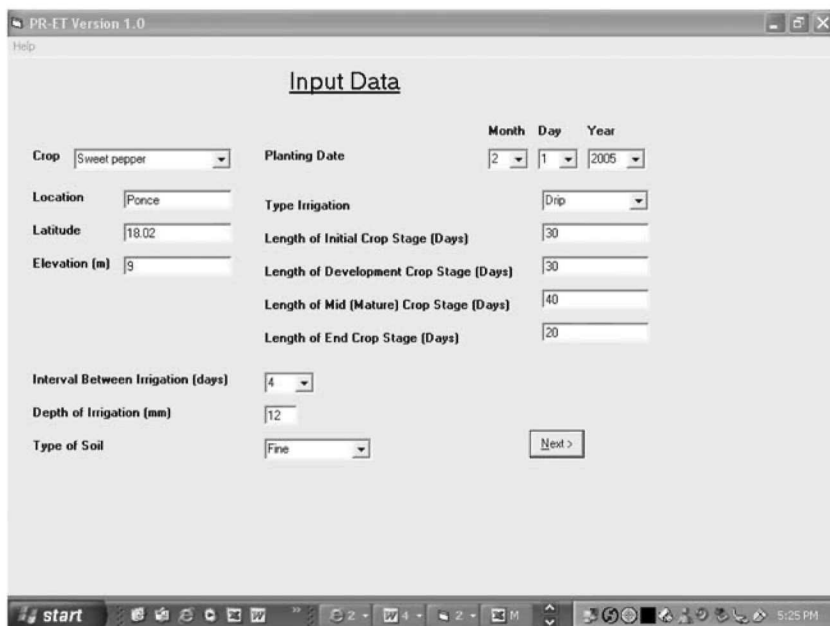 PR-ET Version 1.0
Help
Input Data
Month Day Year
Crop Sweet pepper
Planting Date 2 1 2005
Location Ponce
Type Irrigation Drip
Latitude 18.02
Length of Initial Crop Stage (Days) 30
Elevation (m) 9
Length of Development Crop Stage (Days) 30
Length of Mid (Mature) Crop Stage (Days) 40
Length of End Crop Stage (Days) 20
Interval Between Irrigation (days) 4
Depth of Irrigation (mm) 12
Type of Soil Fine
Next >
start 2 4 2 M 5:25 PM